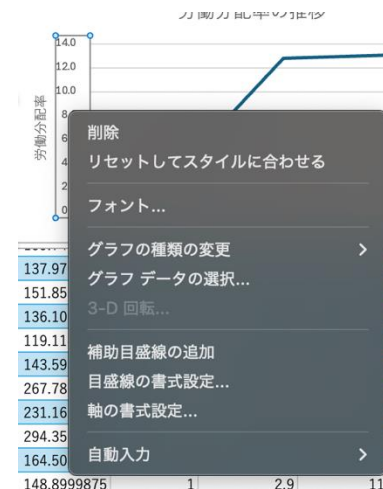 労働分配率の推移
14.0
12.0
10.0
8
6
4
2
0
労働分配率
削除
リセットしてスタイルに合わせる
フォント...
グラフの種類の変更
グラフ データの選択...
3-D 回転...
補助目盛線の追加
目盛線の書式設定...
軸の書式設定...
自動入力
137.97
151.85
136.10
119.11
143.59
267.78
231.16
294.35
164.50
148.8999875 1 2.9 11